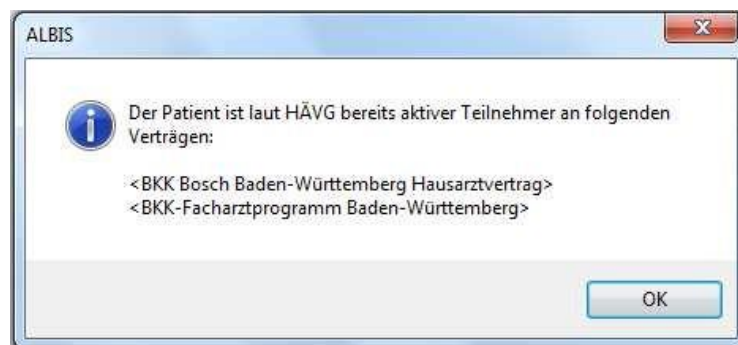 ALBIS
Der Patient ist laut HÄVG bereits aktiver Teilnehmer an folgenden
Verträgen:
<BKK Bosch Baden-Württemberg Hausarztvertrag>
<BKK-Facharztprogramm Baden-Württemberg>
OK